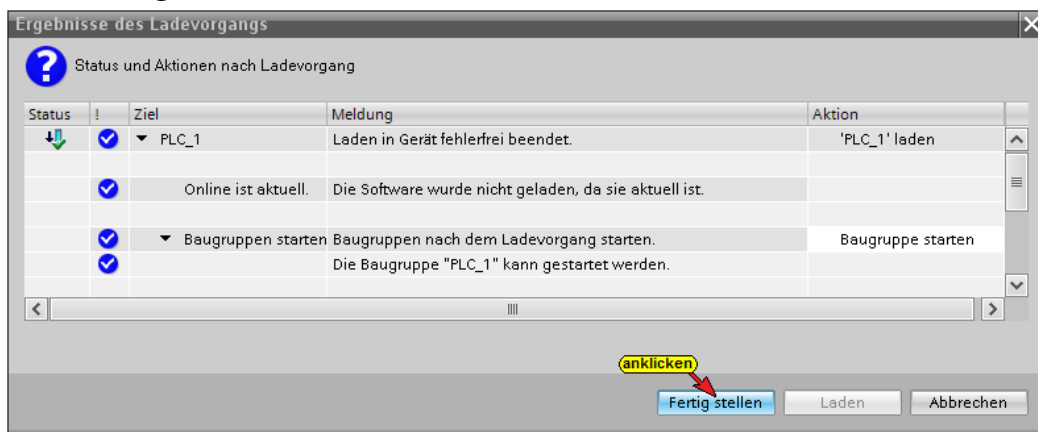 Ergebnisse des Ladevorgangs
Status und Aktionen nach Ladevorgang
Status ! Ziel Meldung Aktion
PLC_1 Laden in Gerät fehlerfrei beendet. 'PLC_1' laden
Online ist aktuell. Die Software wurde nicht geladen, da sie aktuell ist.
Baugruppen starten Baugruppen nach dem Ladevorgang starten. Baugruppe starten
Die Baugruppe "PLC_1" kann gestartet werden.
anklicken
Fertig stellen Laden Abbrechen